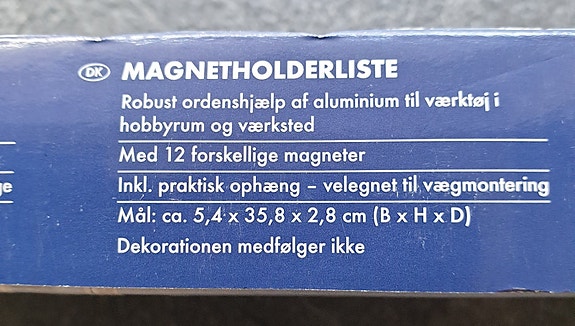 DK MAGNETHOLDERLISTE
Robust ordenshjælp af aluminium til værktøj i
hobbyrum og værksted
Med 12 forskellige magneter
Inkl. praktisk ophæng – velegnet til vægmontering
Mål: ca. 5,4 x 35,8 x 2,8 cm (B x H x D)
Dekorationen medfølger ikke